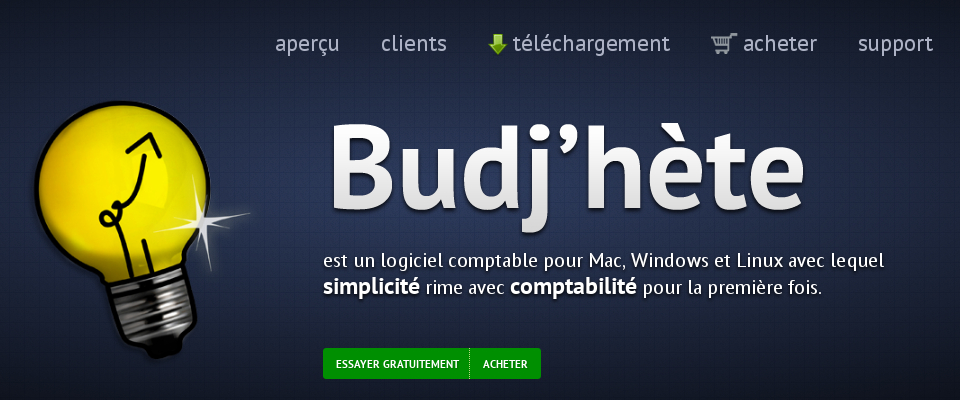 aperçu clients téléchargement acheter support
Budj’hète
est un logiciel comptable pour Mac, Windows et Linux avec lequel
simplicité rime avec comptabilité pour la première fois.
ESSAYER GRATUITEMENT ACHETER